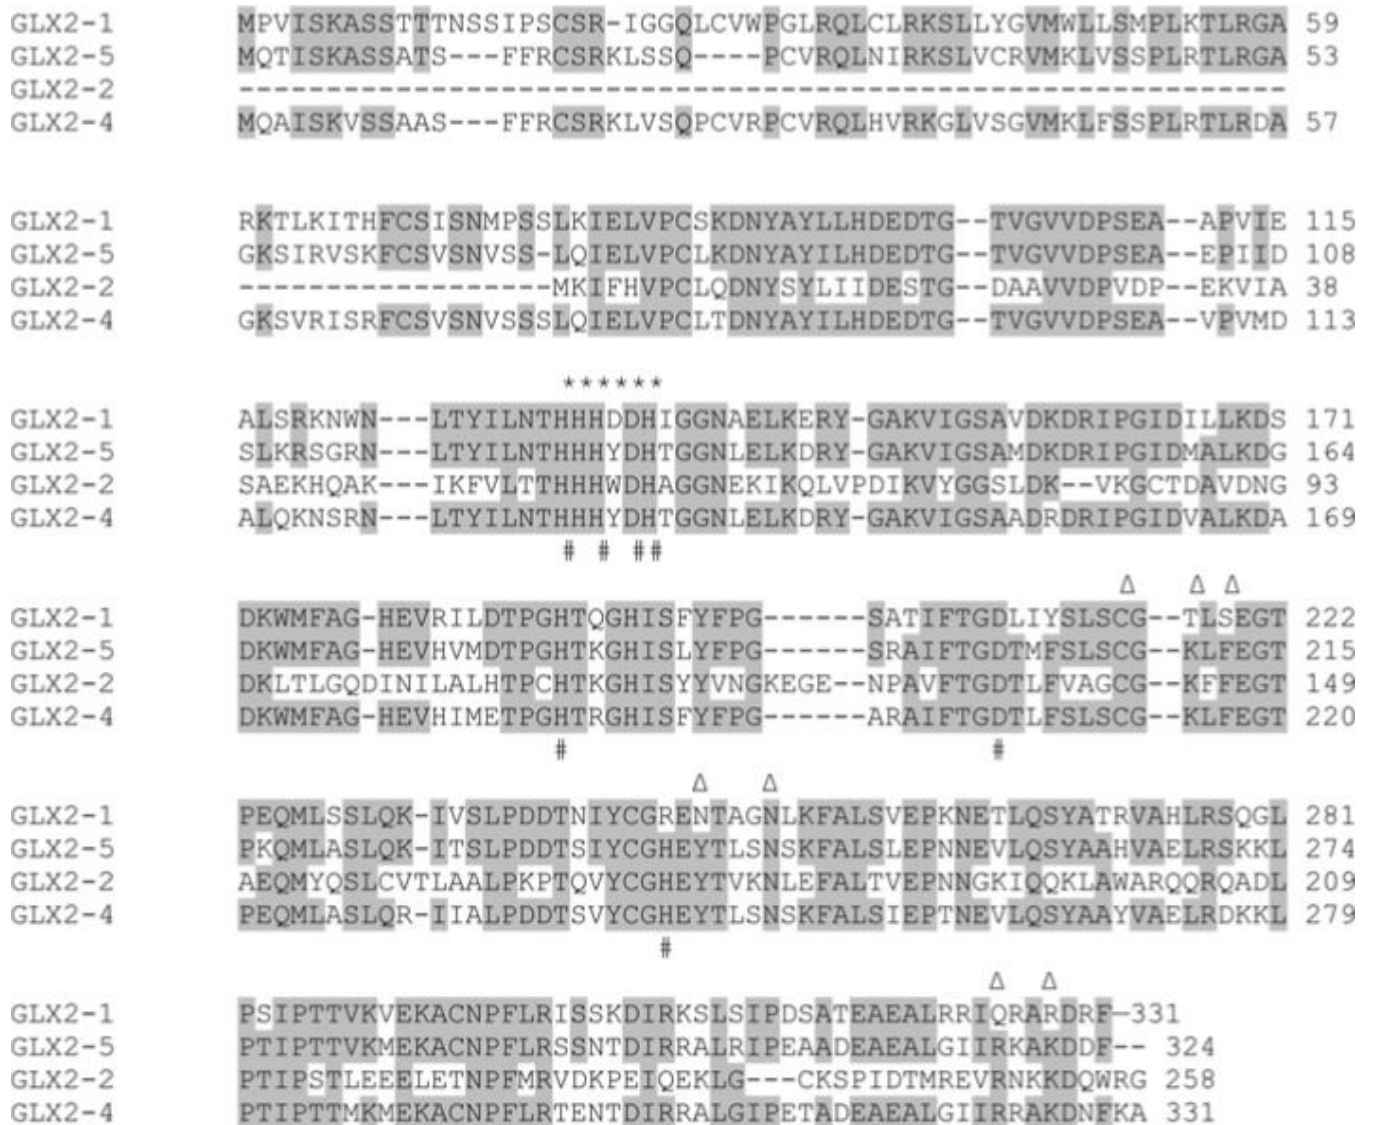 GLX2-1 MPVISKASSTTTNSSIPSCSR-IGGQLCVWPGLRQLCLRKSLLYGVMWLLSMPLKTLRGA 59
GLX2-5 MQTISKASSATS---FFRCSRKLSSQ----PCVRQLNIRKSLVCRVMKLVSSPLRTLRGA 53
GLX2-2 ------------------------------------------------------------
GLX2-4 MQAISKVSSAAS---FFRCSRKLVSQPCVRPCVRQLHVRKGLVSGVMKLFSSPLRTLRDA 57
GLX2-1 RKTLKITHFCSISNMPSSLKIELVPCSKDNYAYLLHDEDTG--TVGVVDPSEA--APVIE 115
GLX2-5 GKSIRVSKFCSVSNVSS-LQIELVPCLKDNYAYLLHDEDTG--TVGVVDPSEA--EPIID 108
GLX2-2 ------------------MKIFHVPCLQDNYSYLIIDESTG--DAAVVDPVDP--EKVIA 38
GLX2-4 GKSVRISRFCSVSNVSSSLQIELVPCLTDNYAYILHDEDTG--TVGVVDPSEA--VPVMD 113
******
GLX2-1 ALSRKNWN---LTYILNTHHHDDHIGGNAELKERY-GAKVIGSAVDKDRIPGIDILLKDS 171
GLX2-5 SLKRSGRN---LTYILNTHHHYDHTGGNLELKDRY-GAKVIGSAMDKDRIPGIDMALKDG 164
GLX2-2 SAEKHQAK---IKFVLTTHHHWDHAGGNEKIKQLVPDIKVYGGSLDK--VKGCTDAVDNG 93
GLX2-4 ALQKNSRN---LTYILNTHHHYDHTGGNLELKDRY-GAKVIGSAADRDRIPGIDVALKDA 169
# # ##
Δ Δ Δ
GLX2-1 DKWMFAG-HEVRILDTPGHTQGHISFYFPG------SATIFTGDLIYSLSCG--TLSEGT 222
GLX2-5 DKWMFAG-HEVHVMDTPGHTKGHISLYFPG------SRAIFTGDTMFSLSCG--KLFEGT 215
GLX2-2 DKLTLGQDINILALHTPCHTKGHISYYVNGKEGE--NPAVFTGDTLFVAGCG--KFFEGT 149
GLX2-4 DKWMFAG-HEVHIMETPGHTRGHISFYFPG------ARAIFTGDTLFSLSCG--KLFEGT 220
# #
Δ Δ
GLX2-1 PEQMLSSLQK-IVSLPDDTNIYCGRENTAGNLKFALSVEPKNETLQSYATRVAHLRSQGL 281
GLX2-5 PKQMLASLQK-ITSLPDDTSIYCGHEYTLSNSKFALSLEPNNEVLQSYAAHVAELRSKKL 274
GLX2-2 AEQMYQSLCVTLAALPKPTQVYCGHEYTVKNLEFALTVEPNNGKIQQKLAWARQQRQADL 209
GLX2-4 PEQMLASLQR-IIALPDDTSVYCGHEYTLSNSKFALSIEPTNEVLQSYAAYVAELRDKKL 279
#
Δ Δ
GLX2-1 PSIPTTVKVEKACNPFLRISSKDIRKSLSIPDSATEAEALRRIQRARDRF-331
GLX2-5 PTIPTTVKMEKACNPFLRSSNTDIRRALRIPEAADEAEALGIIRKAKDDF-- 324
GLX2-2 PTIPSTLEEELETNPFMRVDKPEIQEKLG---CKSPIDTMREVRNKKDQWRG 258
GLX2-4 PTIPTTMKMEKACNPFLRTENTDIRRALGIPETADEAEALGIIRRAKDNFKA 331